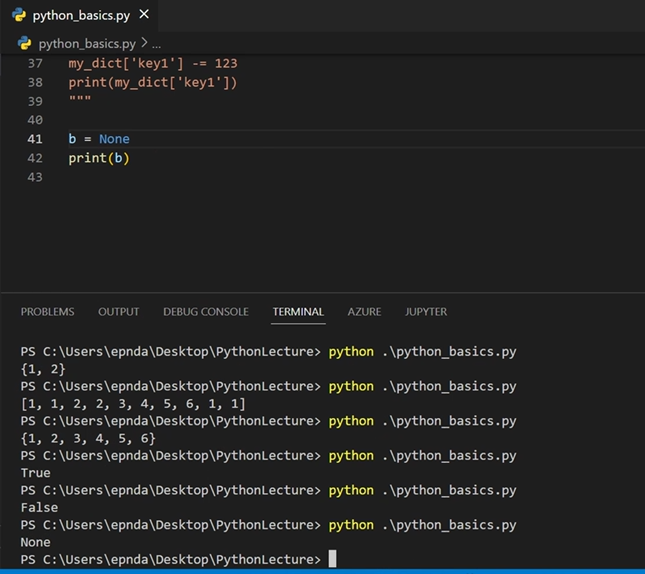 python_basics.py ✕
python_basics.py > ...
37 my_dict['key1'] -= 123
38 print(my_dict['key1'])
39 """
40
41 b = None
42 print(b)
43
PROBLEMS OUTPUT DEBUG CONSOLE TERMINAL AZURE JUPYTER
PS C:\Users\epnda\Desktop\PythonLecture> python .\python_basics.py
{1, 2}
PS C:\Users\epnda\Desktop\PythonLecture> python .\python_basics.py
[1, 1, 2, 2, 3, 4, 5, 6, 1, 1]
PS C:\Users\epnda\Desktop\PythonLecture> python .\python_basics.py
{1, 2, 3, 4, 5, 6}
PS C:\Users\epnda\Desktop\PythonLecture> python .\python_basics.py
True
PS C:\Users\epnda\Desktop\PythonLecture> python .\python_basics.py
False
PS C:\Users\epnda\Desktop\PythonLecture> python .\python_basics.py
None
PS C:\Users\epnda\Desktop\PythonLecture>